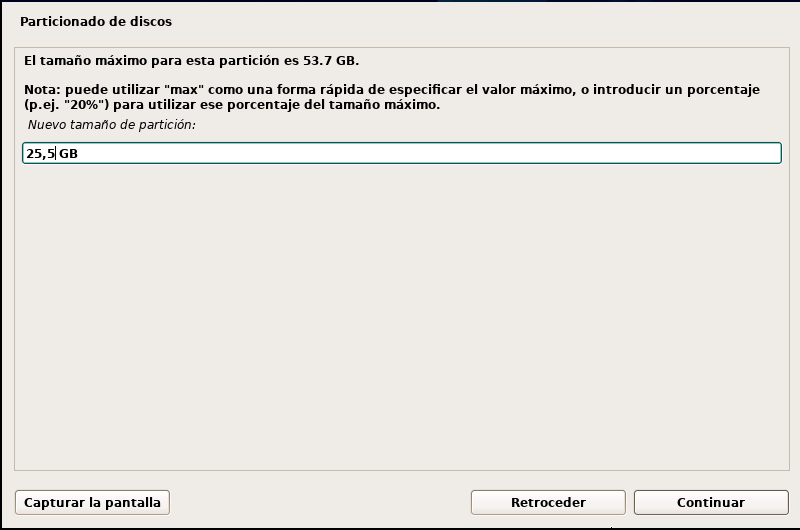 Particionado de discos
El tamaño máximo para esta partición es 53.7 GB.
Nota: puede utilizar "max" como una forma rápida de especificar el valor máximo, o introducir un porcentaje
(p.ej. "20%") para utilizar ese porcentaje del tamaño máximo.
Nuevo tamaño de partición:
25,5 GB
Capturar la pantalla
Retroceder
Continuar